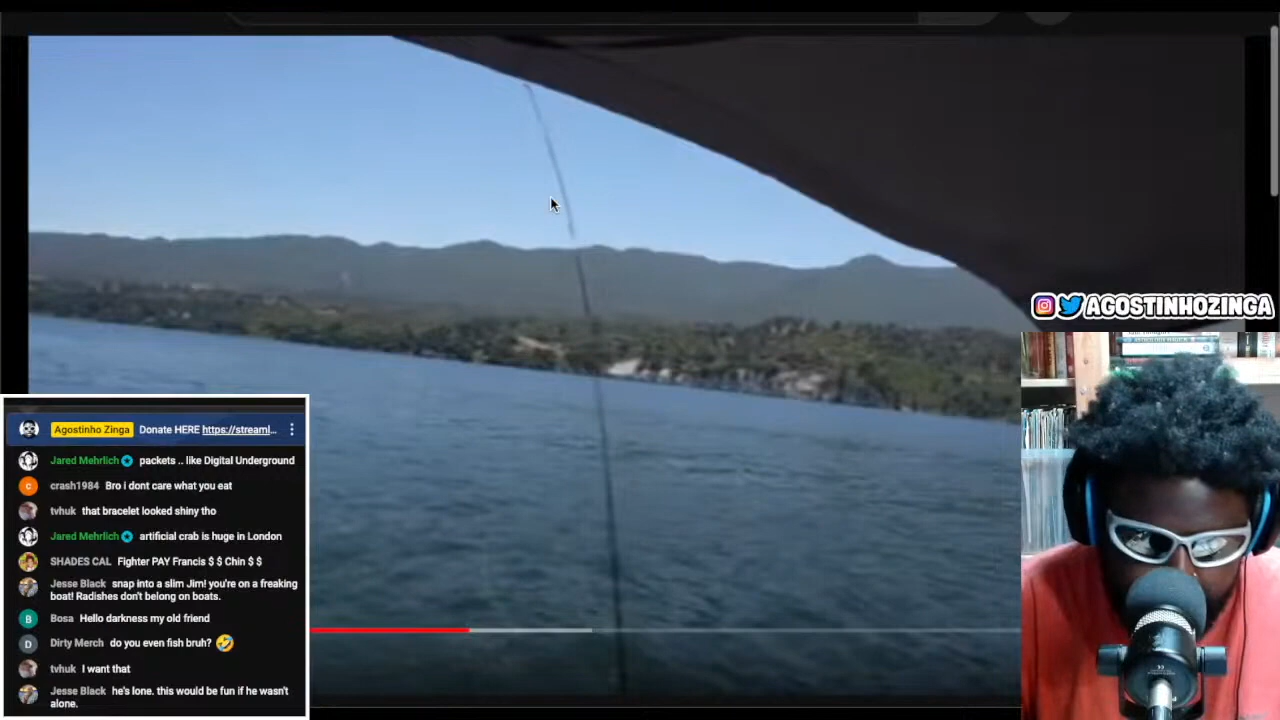 AGOSTINHOZINGA
Agostinho Zinga Donate HERE https://streaml...
Jared Mehrlich packets .. like Digital Underground
crash1984 Bro i dont care what you eat
tvhuk that bracelet looked shiny tho
Jared Mehrlich artificial crab is huge in London
SHADES CAL Fighter PAY Francis $ $ Chin $ $
Jesse Black snap into a slim Jim! you're on a freaking
boat! Radishes don't belong on boats.
B Bosa Hello darkness my old friend
D Dirty Merch do you even fish bruh? 🤣
tvhuk I want that
Jesse Black he's lone. this would be fun if he wasn't
alone.